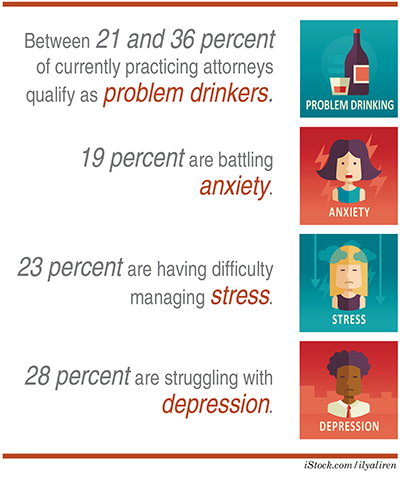 Between 21 and 36 percent
of currently practicing attorneys
qualify as problem drinkers.
PROBLEM DRINKING
19 percent are battling
anxiety.
ANXIETY
23 percent are having difficulty
managing stress.
STRESS
28 percent are struggling with
depression.
DEPRESSION
iStock.com/ilyaliren